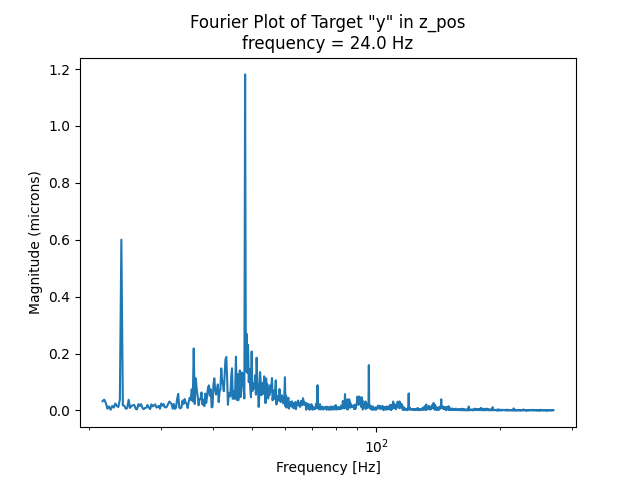 Fourier Plot of Target "y" in z_pos
frequency = 24.0 Hz
1.2
1.0
0.8
0.6
0.4
0.2
0.0
Magnitude (microns)
10²
Frequency [Hz]